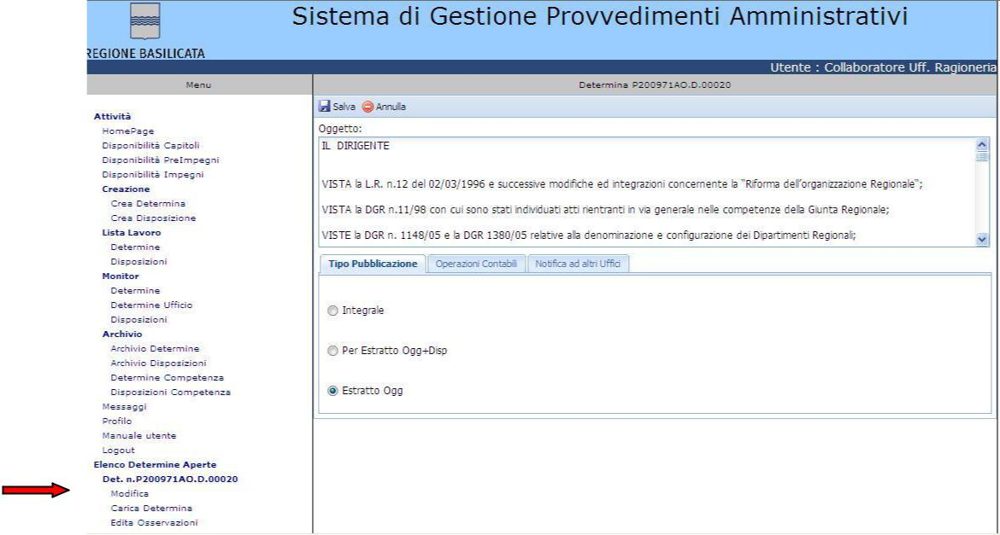 Sistema di Gestione Provvedimenti Amministrativi
REGIONE BASILICATA
Utente : Collaboratore Uff. Ragioneria
Menu
Determina P200971AO.D.00020
Attività
HomePage
Disponibilità Capitoli
Disponibilità PreImpegni
Disponibilità Impegni
Creazione
Crea Determina
Crea Disposizione
Lista Lavoro
Determine
Disposizioni
Monitor
Determine
Determine Ufficio
Disposizioni
Archivio
Archivio Determine
Archivio Disposizioni
Determine Competenza
Disposizioni Competenza
Messaggi
Profilo
Manuale utente
Logout
Elenco Determine Aperte
Det. n.P200971AO.D.00020
Modifica
Carica Determina
Edita Osservazioni
Salva Annulla
Oggetto:
IL DIRIGENTE
VISTA la L.R. n.12 del 02/03/1996 e successive modifiche ed integrazioni concernente la "Riforma dell'organizzazione Regionale";
VISTA la DGR n.11/98 con cui sono stati individuati atti rientranti in via generale nelle competenze della Giunta Regionale;
VISTE la DGR n. 1148/05 e la DGR 1380/05 relative alla denominazione e configurazione dei Dipartimenti Regionali;
Tipo Pubblicazione Operazioni Contabili Notifica ad altri Uffici
Integrale
Per Estratto Ogg+Disp
Estratto Ogg